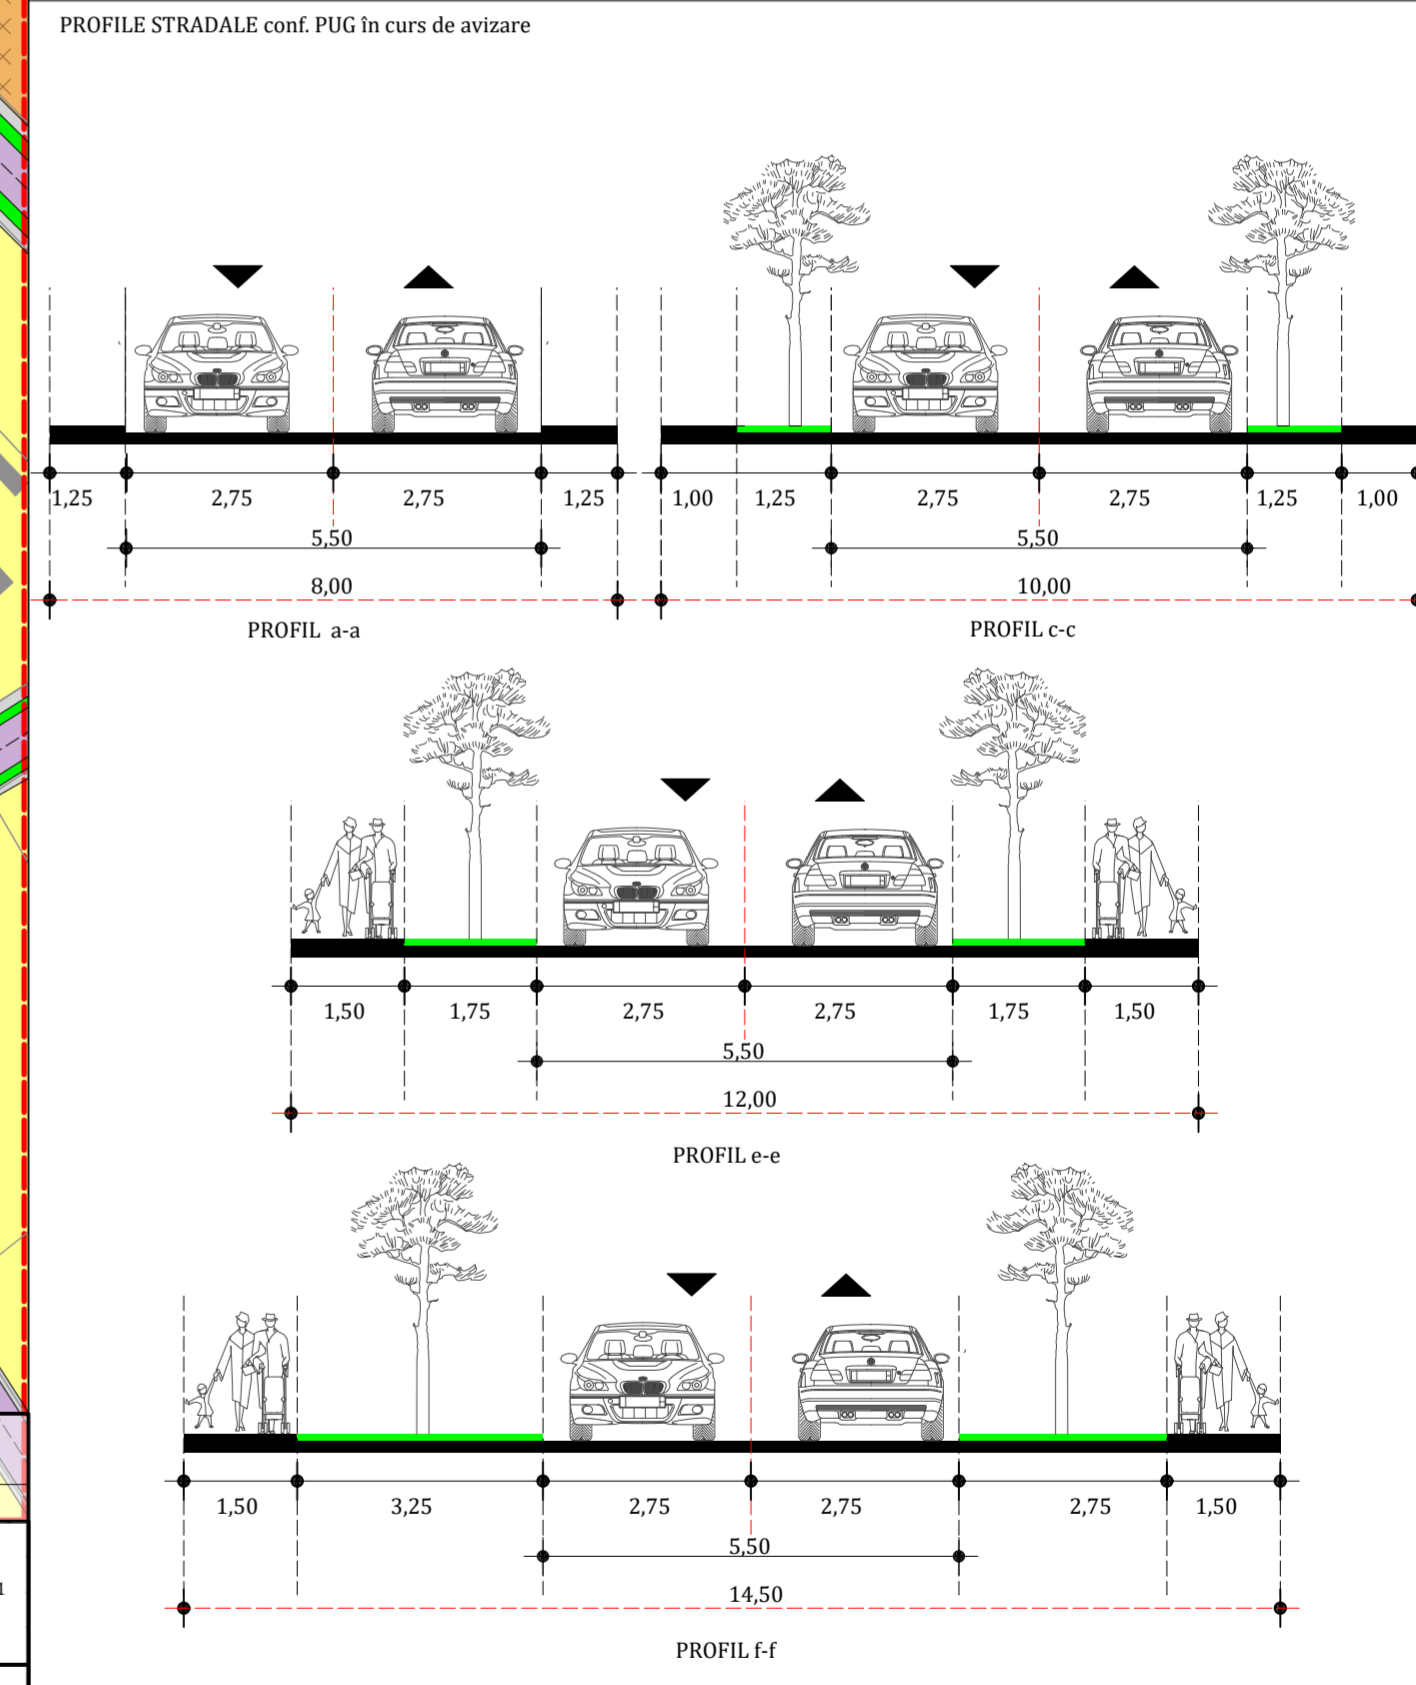 PROFILE STRADALE conf. PUG în curs de avizare
1,25 2,75 2,75 1,25
5,50
8,00
PROFIL a-a
1,00 1,25 2,75 2,75 1,25 1,00
5,50
10,00
PROFIL c-c
1,50 1,75 2,75 2,75 1,75 1,50
5,50
12,00
PROFIL e-e
1,50 3,25 2,75 2,75 2,75 1,50
5,50
14,50
PROFIL f-f